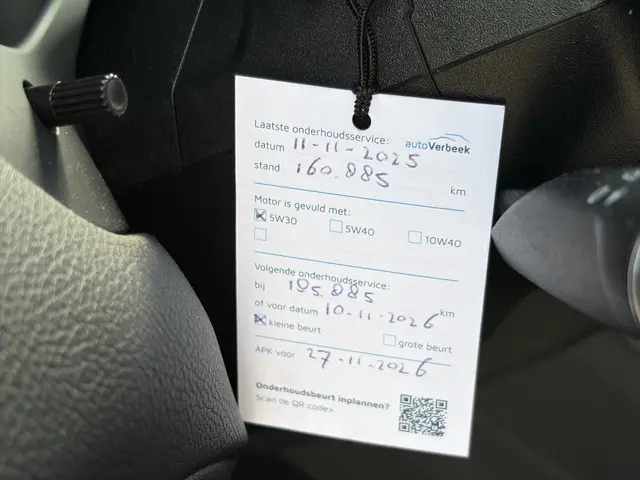 Laatste onderhoudsservice:
autoVerbeek
datum 11-11-2025
stand 160.885 km
Motor is gevuld met:
5W30 5W40 10W40
Volgende onderhoudsservice:
bij 185.885 km
of voor datum 10-11-2026
kleine beurt grote beurt
APK voor 27-11-2026
Onderhoudsbeurt inplannen?
Scan de QR code>